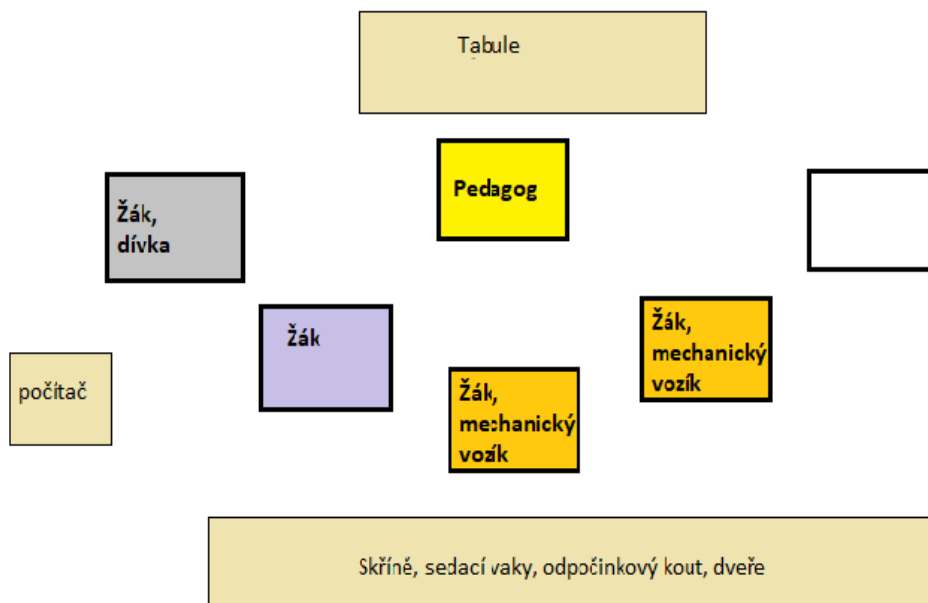 Tabule
Pedagog
Žák,
dívka
Žák
Žák,
mechanický
vozík
počítač
Žák,
mechanický
vozík
Skříně, sedací vaky, odpočinkový kout, dveře